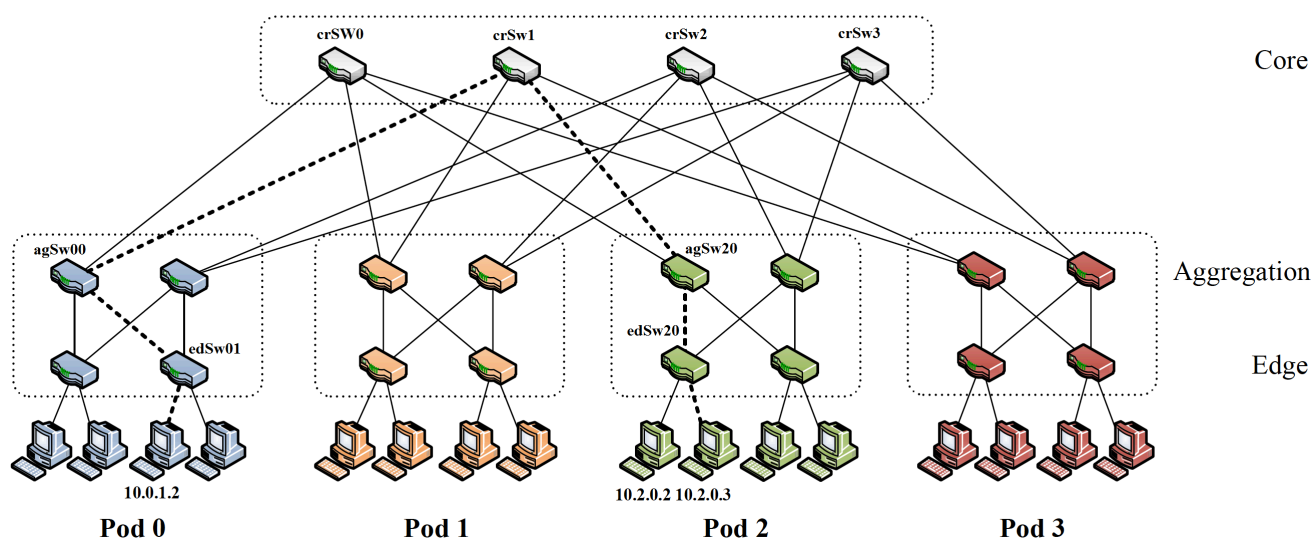 crSW0 crSw1 crSw2 crSw3
Core
agSw00 agSw20
Aggregation
edSw01 edSw20
Edge
10.0.1.2 10.2.0.2 10.2.0.3
Pod 0 Pod 1 Pod 2 Pod 3